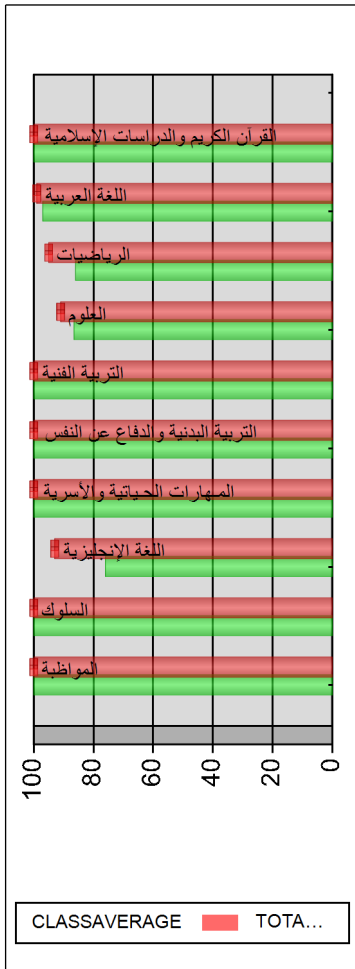 القرآن الكريم والدراسات الإسلامية
اللغة العربية
الرياضيات
العلوم
التربية الفنية
التربية البدنية والدفاع عن النفس
المهارات الحياتية والأسرية
اللغة الإنجليزية
السلوك
المواظبة
100 80 60 40 20 0
CLASSAVERAGE TOTA...